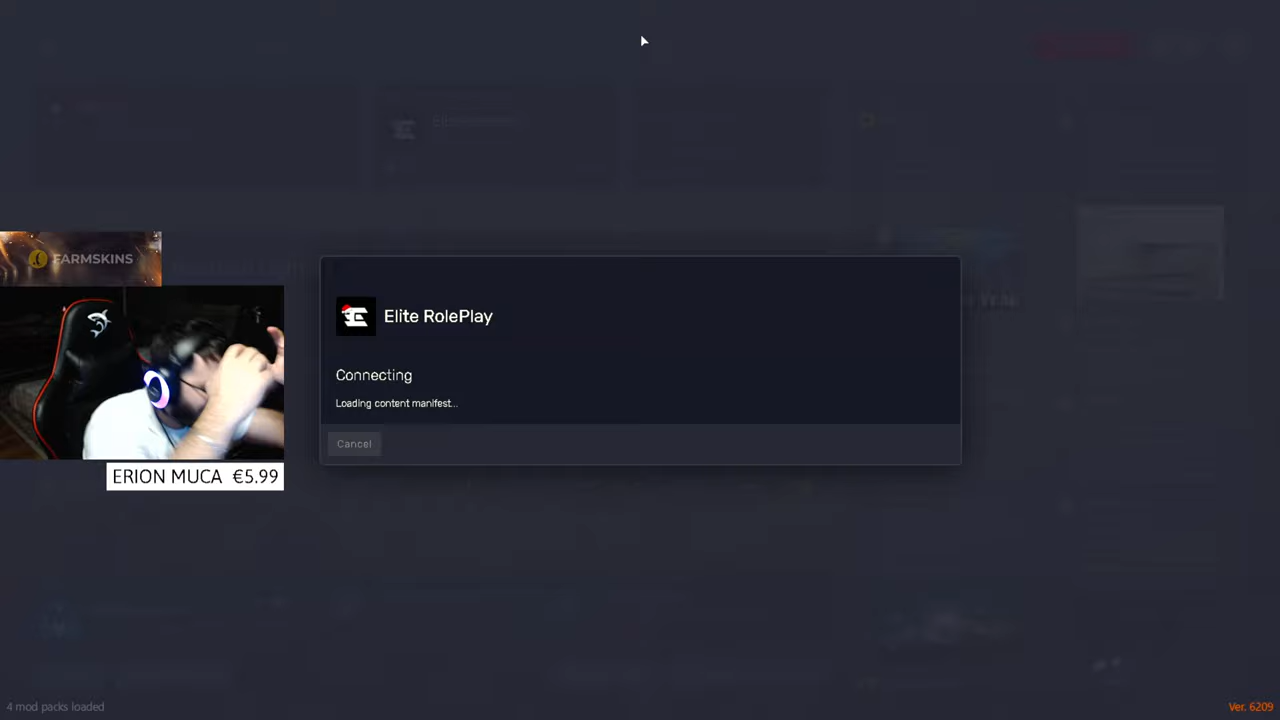 FARMSKINS
Elite RolePlay
Connecting
Loading content manifest...
Cancel
ERION MUCA €5.99
4 mod packs loaded
Ver. 6209